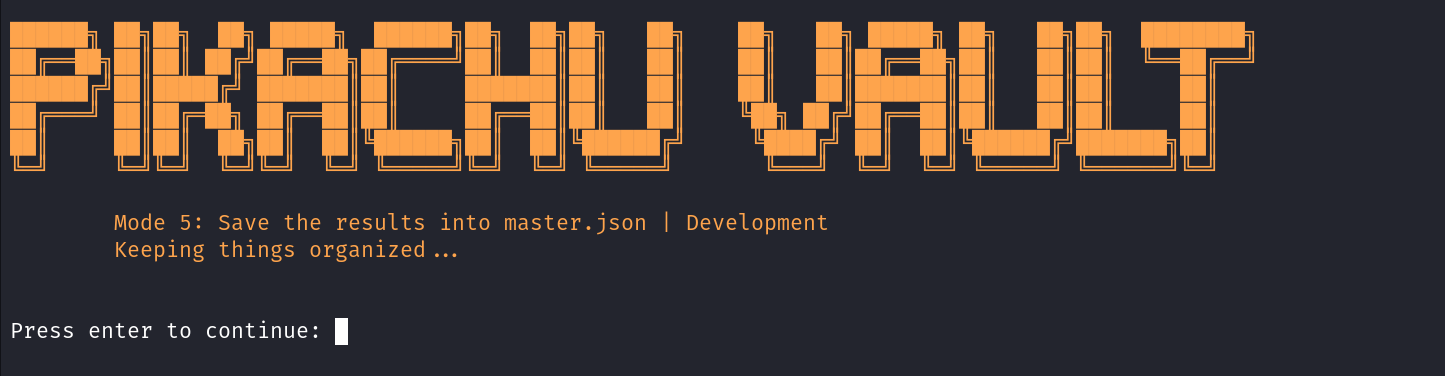 PIKACHU VAULT
Mode 5: Save the results into master.json | Development
Keeping things organized...
Press enter to continue: